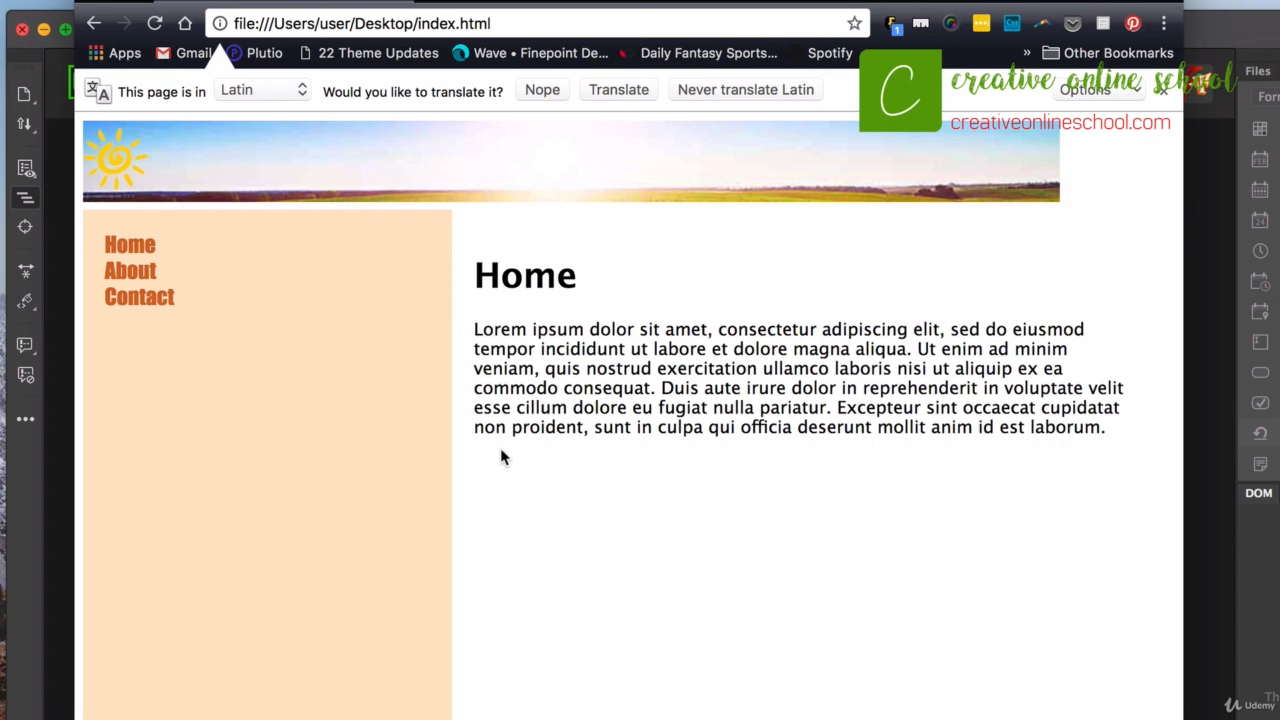 file:///Users/user/Desktop/index.html
Apps Gmail Plutio 22 Theme Updates Wave • Finepoint De... Daily Fantasy Sports... Spotify » Other Bookmarks
This page is in Latin Would you like to translate it? Nope Translate Never translate Latin Options
creative online school
creativeonlineschool.com
Files
Home
About
Contact
Home
Lorem ipsum dolor sit amet, consectetur adipiscing elit, sed do eiusmod
tempor incididunt ut labore et dolore magna aliqua. Ut enim ad minim
veniam, quis nostrud exercitation ullamco laboris nisi ut aliquip ex ea
commodo consequat. Duis aute irure dolor in reprehenderit in voluptate velit
esse cillum dolore eu fugiat nulla pariatur. Excepteur sint occaecat cupidatat
non proident, sunt in culpa qui officia deserunt mollit anim id est laborum.
DOM
Udemy